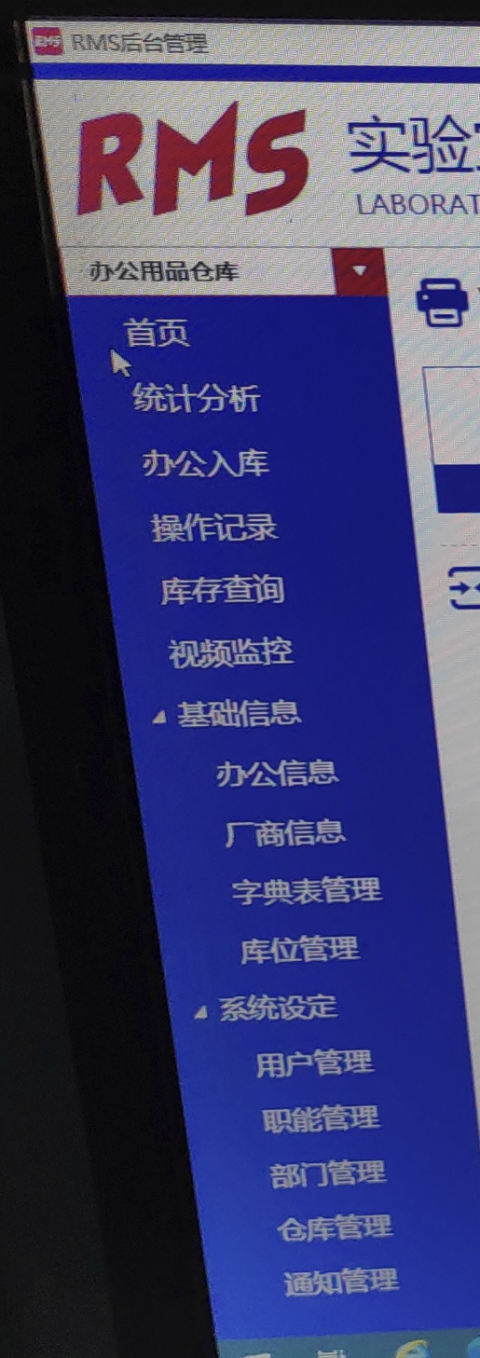 RMS RMS后台管理
RMS 实验
LABORAT
办公用品仓库
首页
统计分析
办公入库
操作记录
库存查询
视频监控
基础信息
办公信息
厂商信息
字典表管理
库位管理
系统设定
用户管理
职能管理
部门管理
仓库管理
通知管理